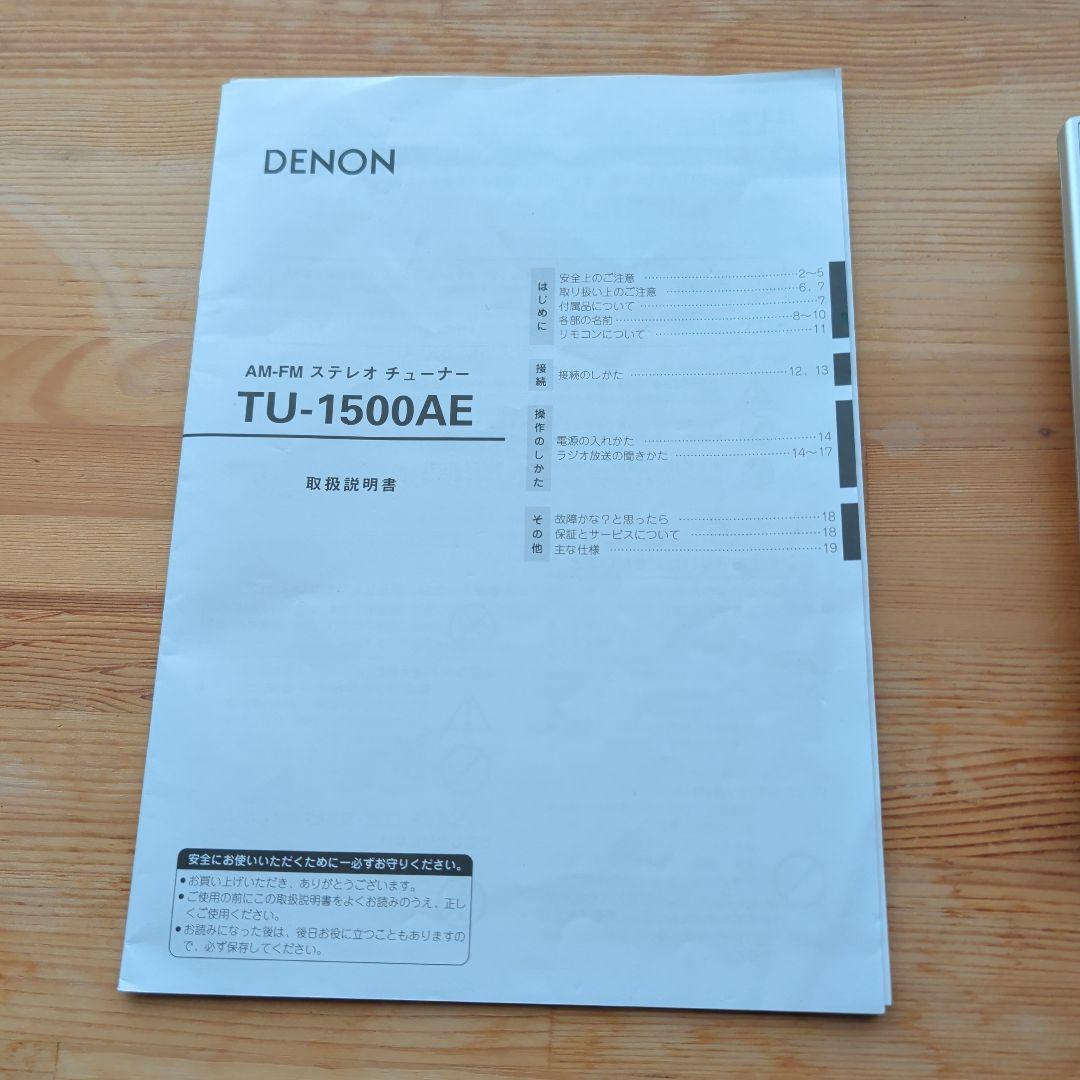 DENON
AM-FM ステレオ チューナー
TU-1500AE
取扱説明書
はじめに
安全上のご注意 ……………………………………2〜5
取り扱い上のご注意 ………………………………6、7
付属品について ……………………………………………7
各部の名前 …………………………………………8〜10
リモコンについて ………………………………………11
接続
接続のしかた ……………………………………12、13
操作のしかた
電源の入れかた …………………………………………14
ラジオ放送の聞きかた ……………………………14〜17
その他
故障かな？と思ったら …………………………………18
保証とサービスについて ………………………………18
主な仕様 …………………………………………………19
安全にお使いいただくために―必ずお守りください。
●お買い上げいただき、ありがとうございます。
●ご使用の前にこの取扱説明書をよくお読みのうえ、正し
くご使用ください。
●お読みになった後は、後日お役に立つこともありますの
で、必ず保存してください。